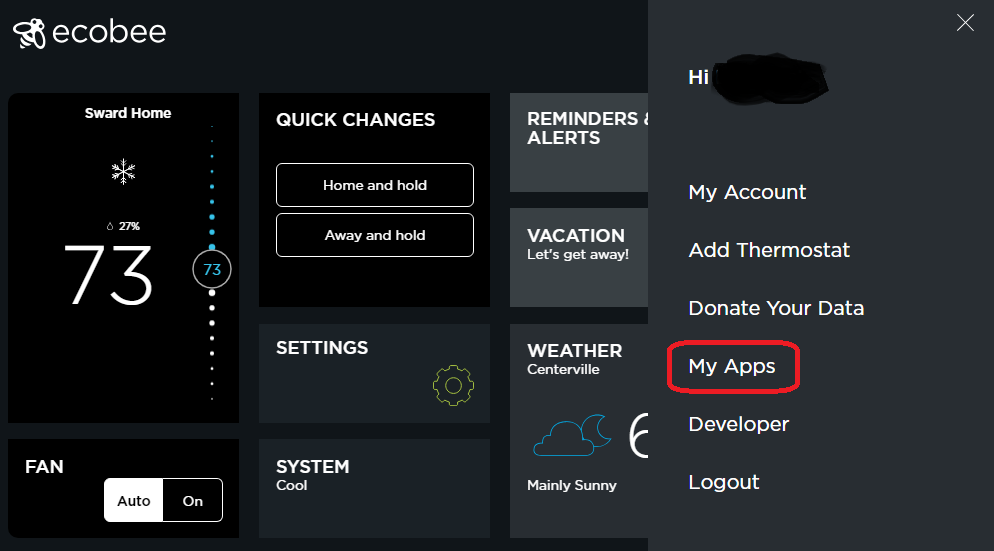 ecobee
Sward Home
27%
73
73
FAN
Auto
On
QUICK CHANGES
Home and hold
Away and hold
SETTINGS
SYSTEM
Cool
REMINDERS &
ALERTS
VACATION
Let's get away!
WEATHER
Centerville
6
Mainly Sunny
Hi
My Account
Add Thermostat
Donate Your Data
My Apps
Developer
Logout